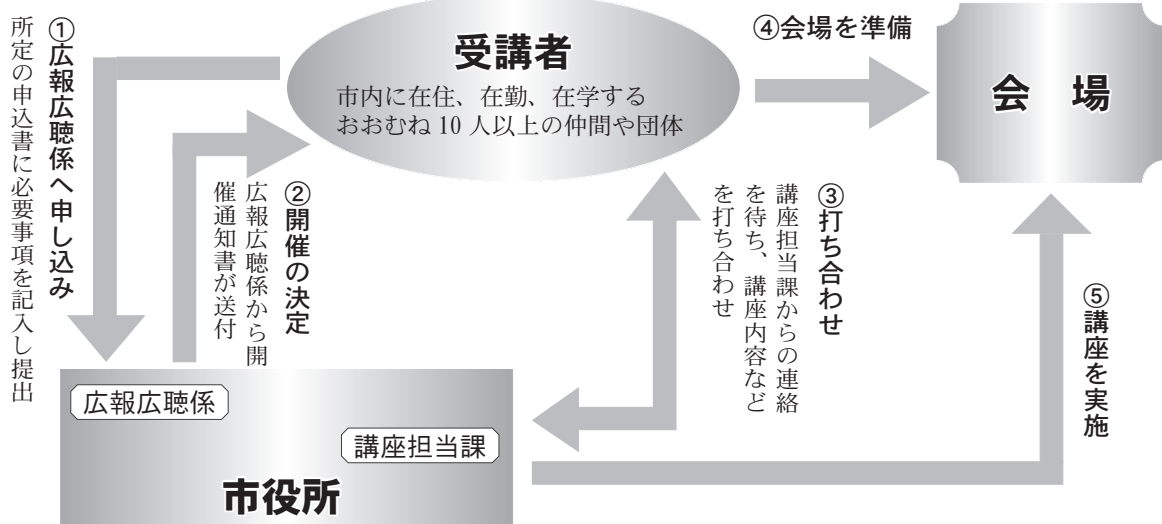 ①広報広聴係へ申し込み
所定の申込書に必要事項を記入し提出
受講者
市内に在住、在勤、在学する
おおむね10人以上の仲間や団体
②開催の決定
広報広聴係から開
催通知書が送付
③打ち合わせ
講座担当課からの連絡
を待ち、講座内容など
を打ち合わせ
④会場を準備
会場
⑤講座を実施
広報広聴係
講座担当課
市役所